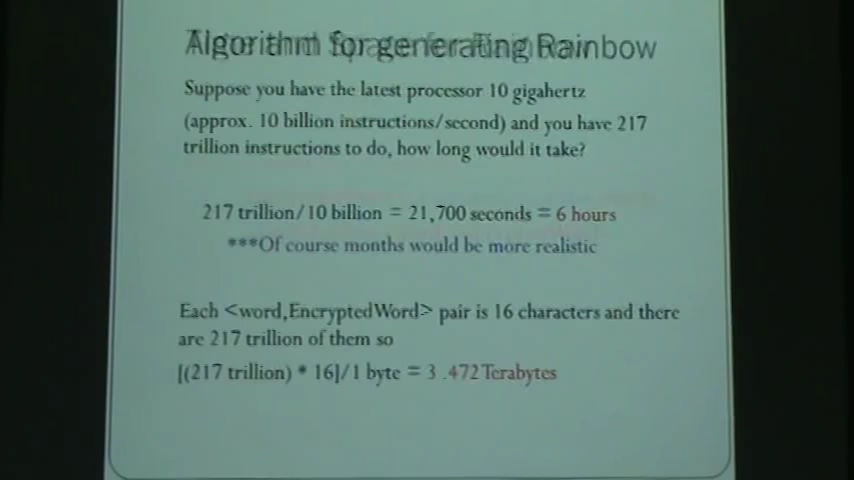 Algorithm for generating Rainbow
Suppose you have the latest processor 10 gigahertz
(approx. 10 billion instructions/second) and you have 217
trillion instructions to do, how long would it take?
217 trillion/10 billion = 21,700 seconds = 6 hours
***Of course months would be more realistic
Each <word,EncryptedWord> pair is 16 characters and there
are 217 trillion of them so
[(217 trillion) * 16]/1 byte = 3 .472 Terabytes